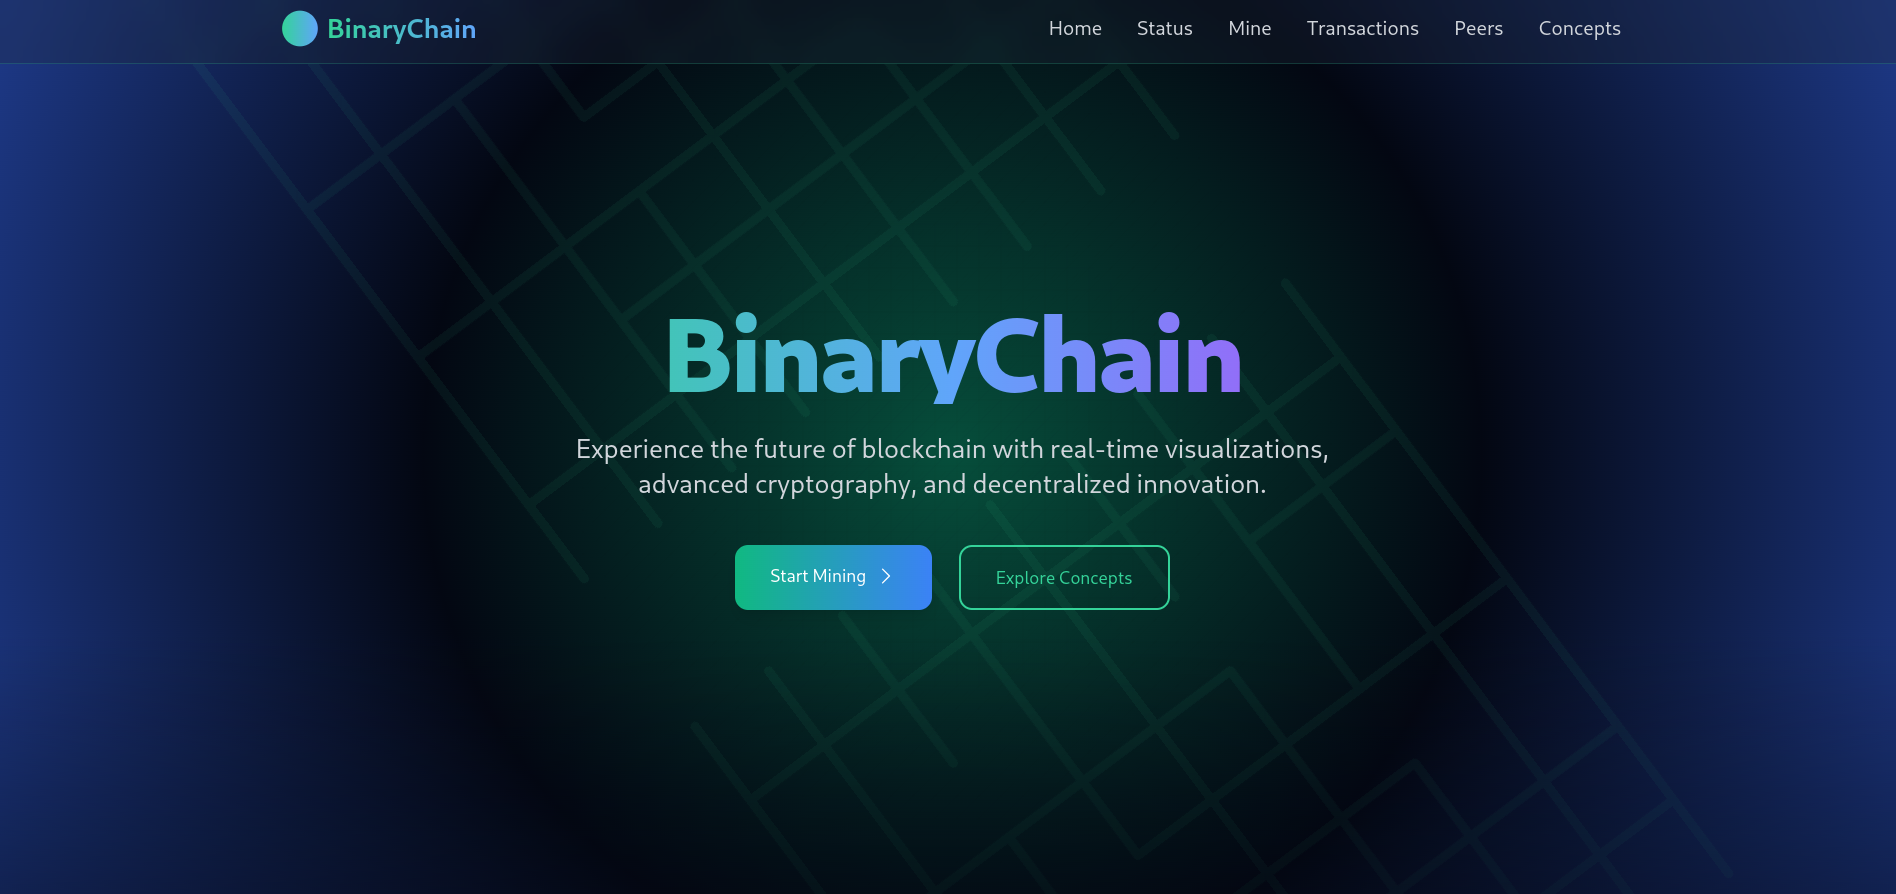 BinaryChain
Home Status Mine Transactions Peers Concepts
BinaryChain
Experience the future of blockchain with real-time visualizations,
advanced cryptography, and decentralized innovation.
Start Mining
Explore Concepts